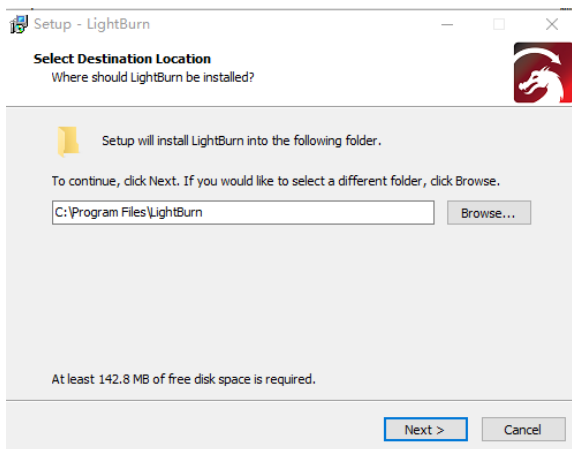 Setup - LightBurn
Select Destination Location
Where should LightBurn be installed?
Setup will install LightBurn into the following folder.
To continue, click Next. If you would like to select a different folder, click Browse.
C:\Program Files\LightBurn
Browse...
At least 142.8 MB of free disk space is required.
Next >
Cancel